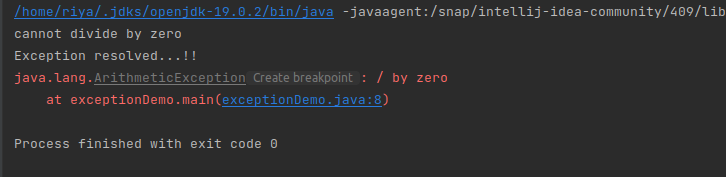 /home/riya/.jdks/openjdk-19.0.2/bin/java -javaagent:/snap/intellij-idea-community/409/lib
cannot divide by zero
Exception resolved...!!
java.lang.ArithmeticException Create breakpoint : / by zero
    at exceptionDemo.main(exceptionDemo.java:8)
Process finished with exit code 0